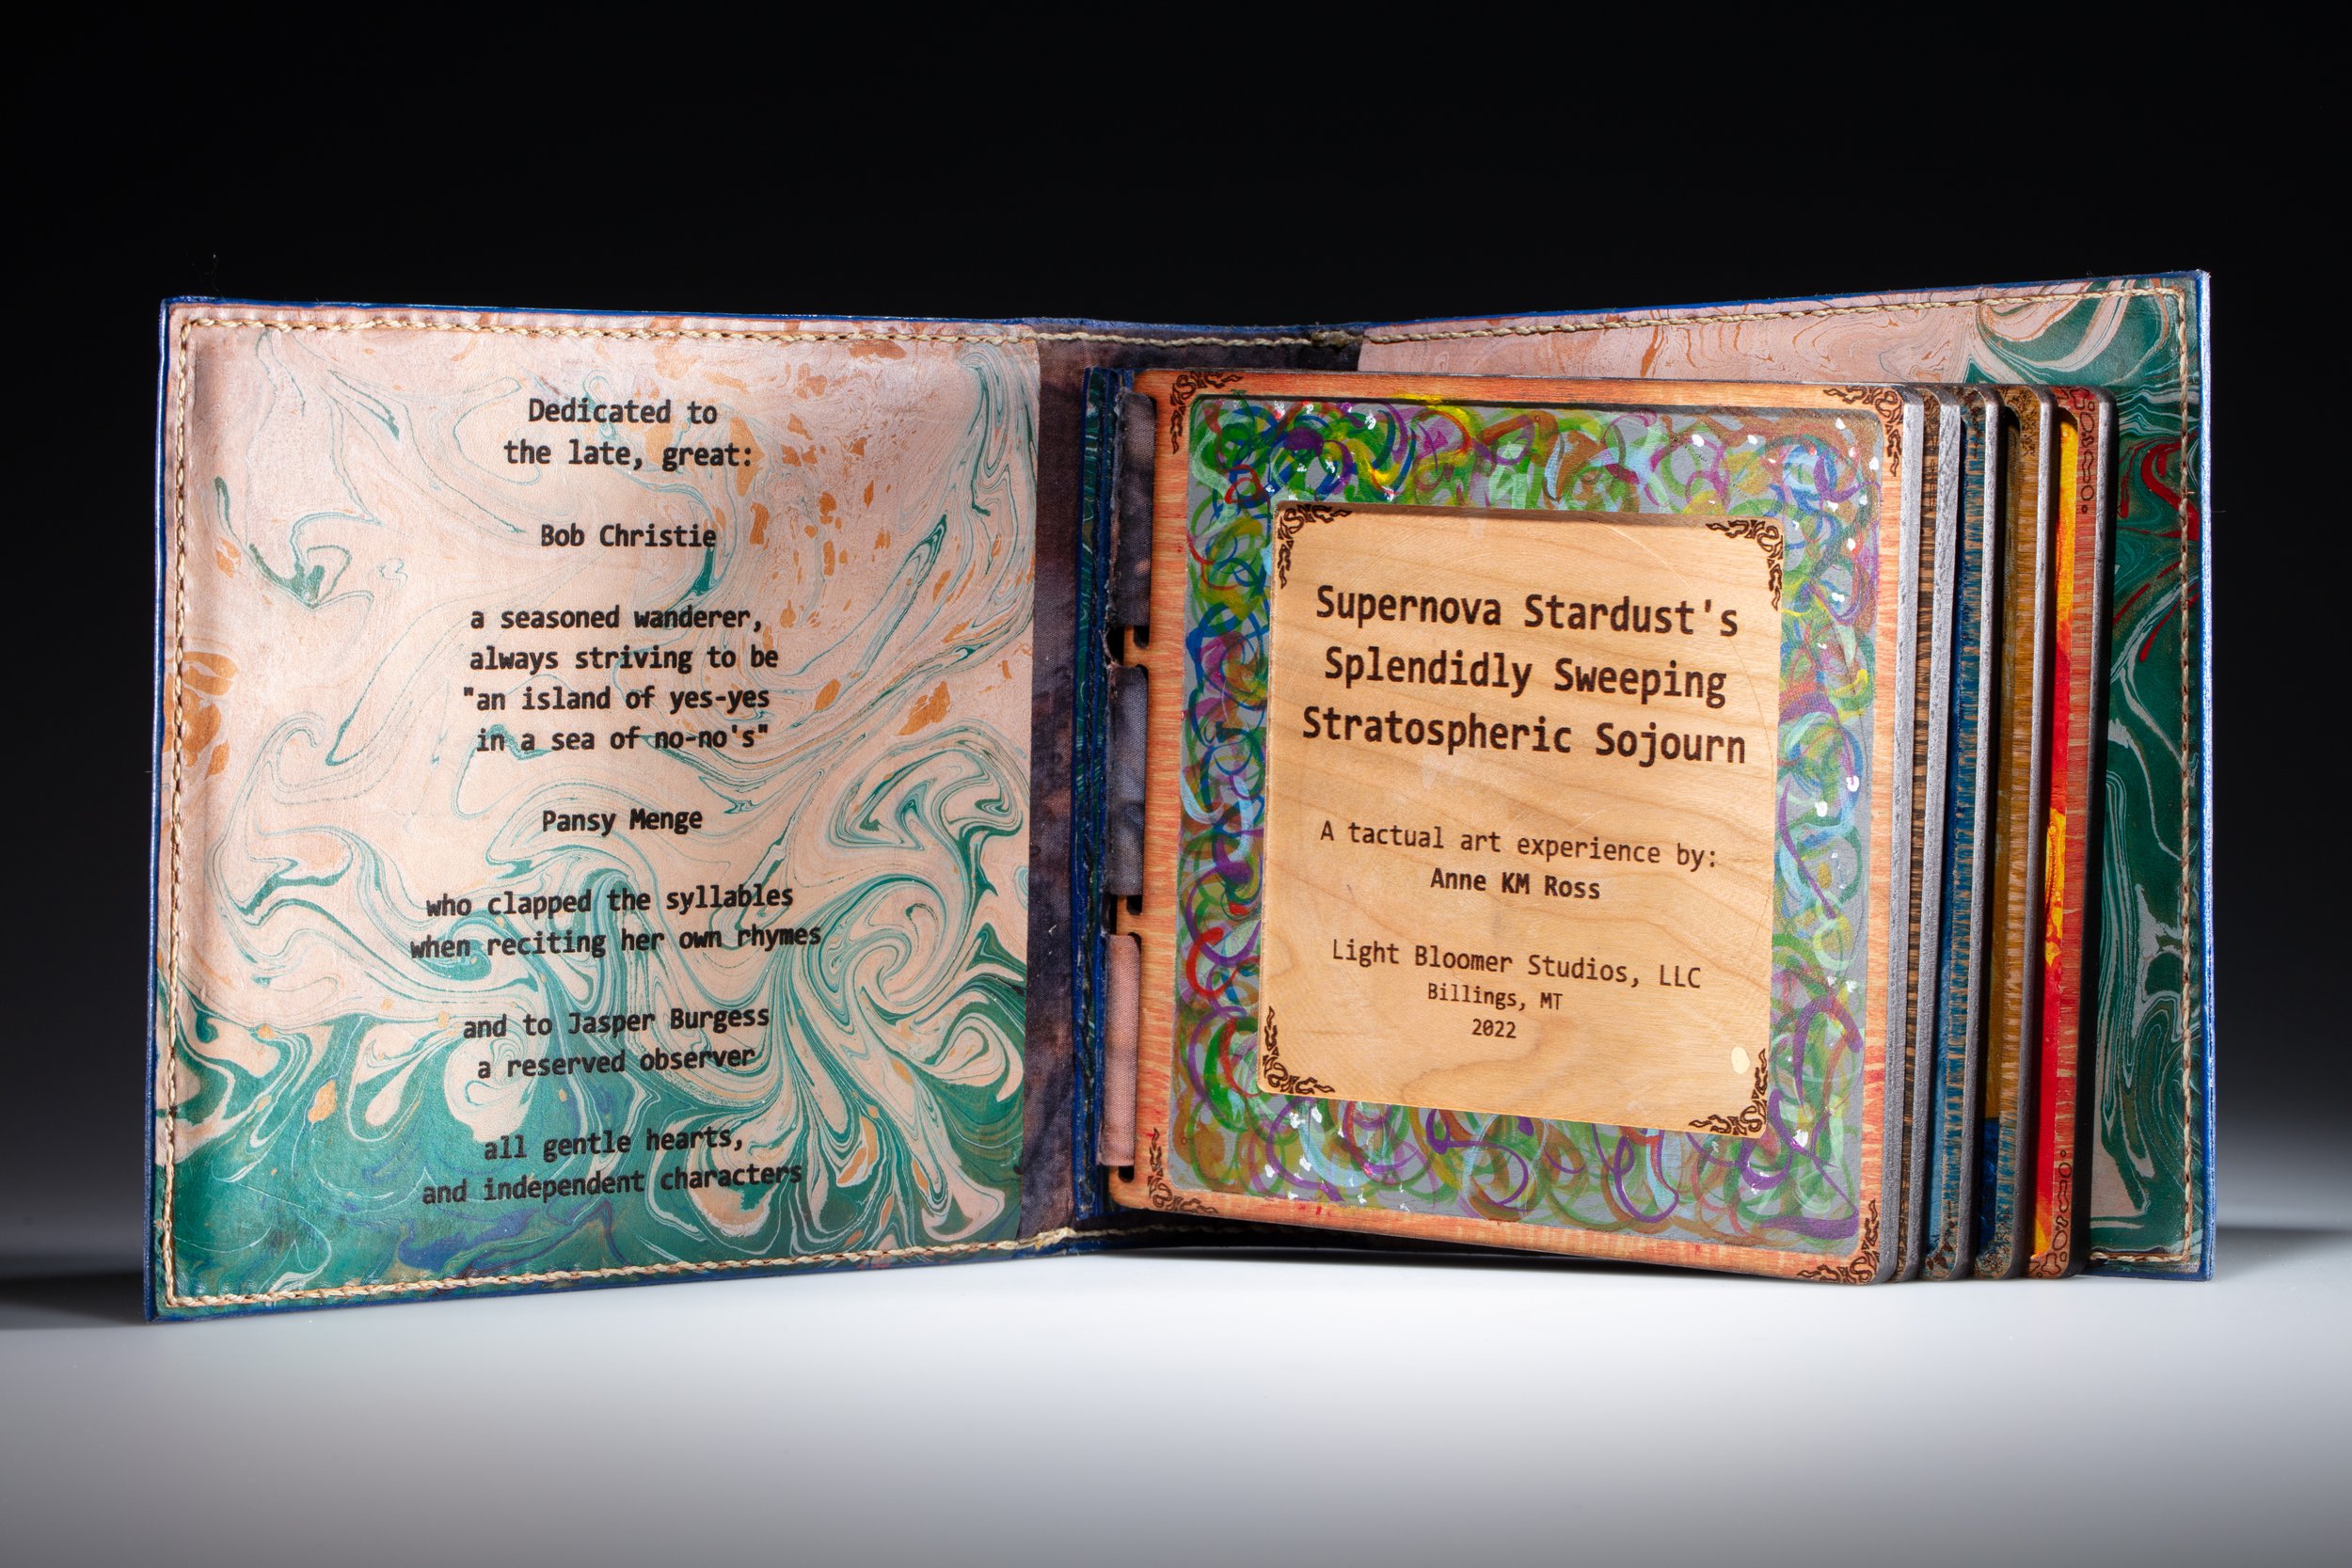 Dedicated to
the late, great:
Bob Christie
a seasoned wanderer,
always striving to be
"an island of yes-yes
in a sea of no-no's"
Pansy Menge
who clapped the syllables
when reciting her own rhymes
and to Jasper Burgess
a reserved observer
all gentle hearts,
and independent characters
Supernova Stardust's
Splendidly Sweeping
Stratospheric Sojourn
A tactual art experience by:
Anne KM Ross
Light Bloomer Studios, LLC
Billings, MT
2022